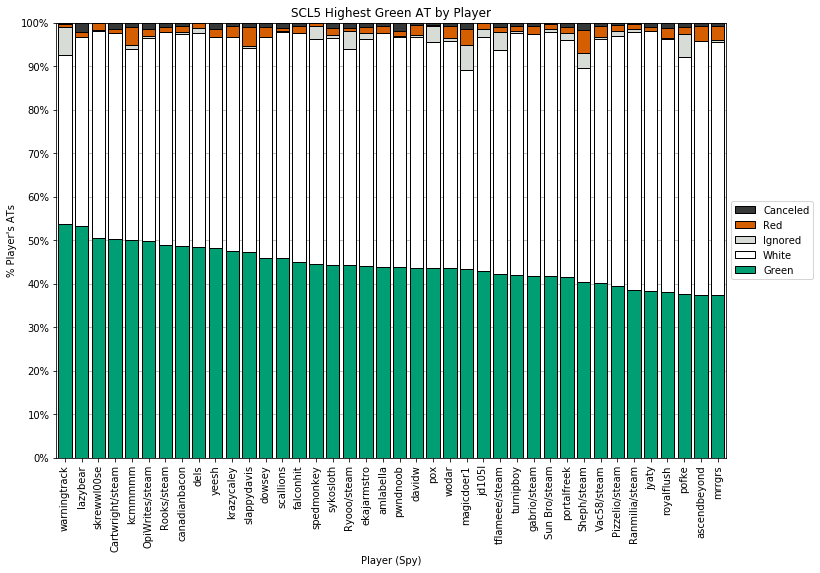 SCL5 Highest Green AT by Player
% Player's ATs
100%
90%
80%
70%
60%
50%
40%
30%
20%
10%
0%
warningtrack
lazybear
skrewwl00se
Cartwright/steam
kcmmmmm
OpiWrites/steam
Rooks/steam
canadianbacon
dels
yeesh
krazycaley
slappydavis
dowsey
scallions
falconhit
spedmonkey
sykosloth
Ryooo/steam
ekajarmstro
amlabella
pwndnoob
davidw
pox
wodar
magicdoer1
jd105l
tflameee/steam
turnipboy
gabrio/steam
Sun Bro/steam
portalfreek
Sheph/steam
Vac58/steam
Pizzelio/steam
Ranmilia/steam
jyaty
royalflush
pofke
ascendbeyond
mrrgrs
Player (Spy)
Canceled
Red
Ignored
White
Green